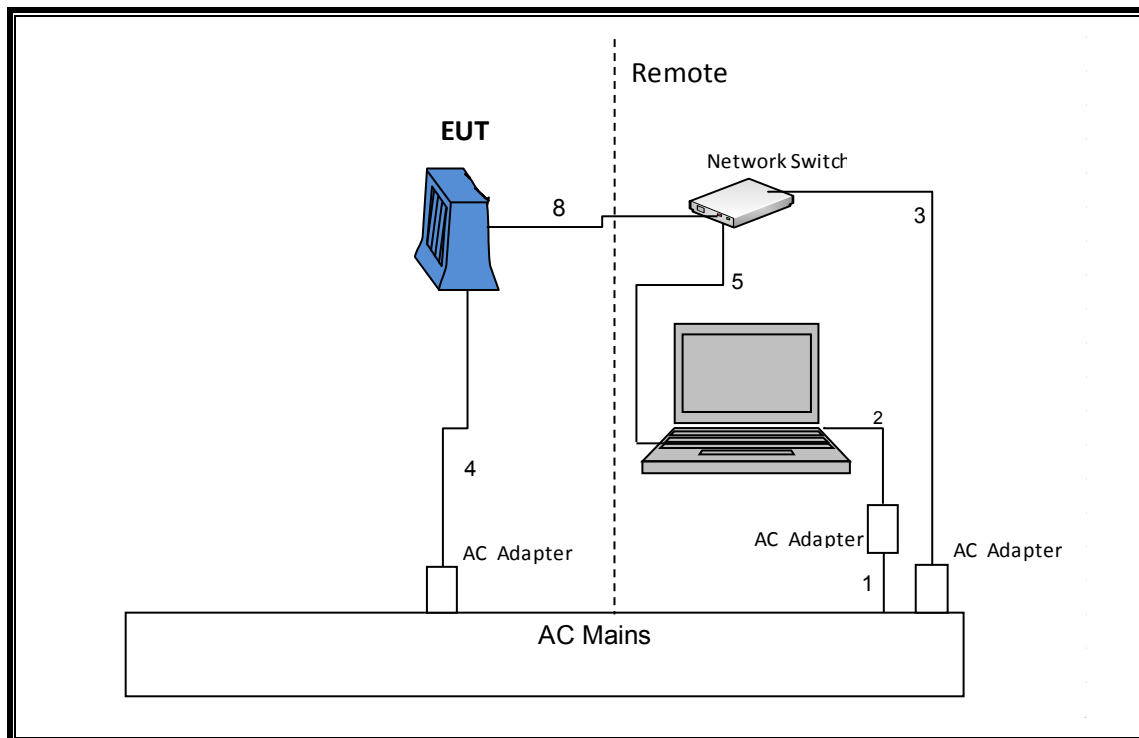 Remote
EUT
Network Switch
8
3
5
2
4
AC Adapter
AC Adapter
AC Adapter
1
AC Mains